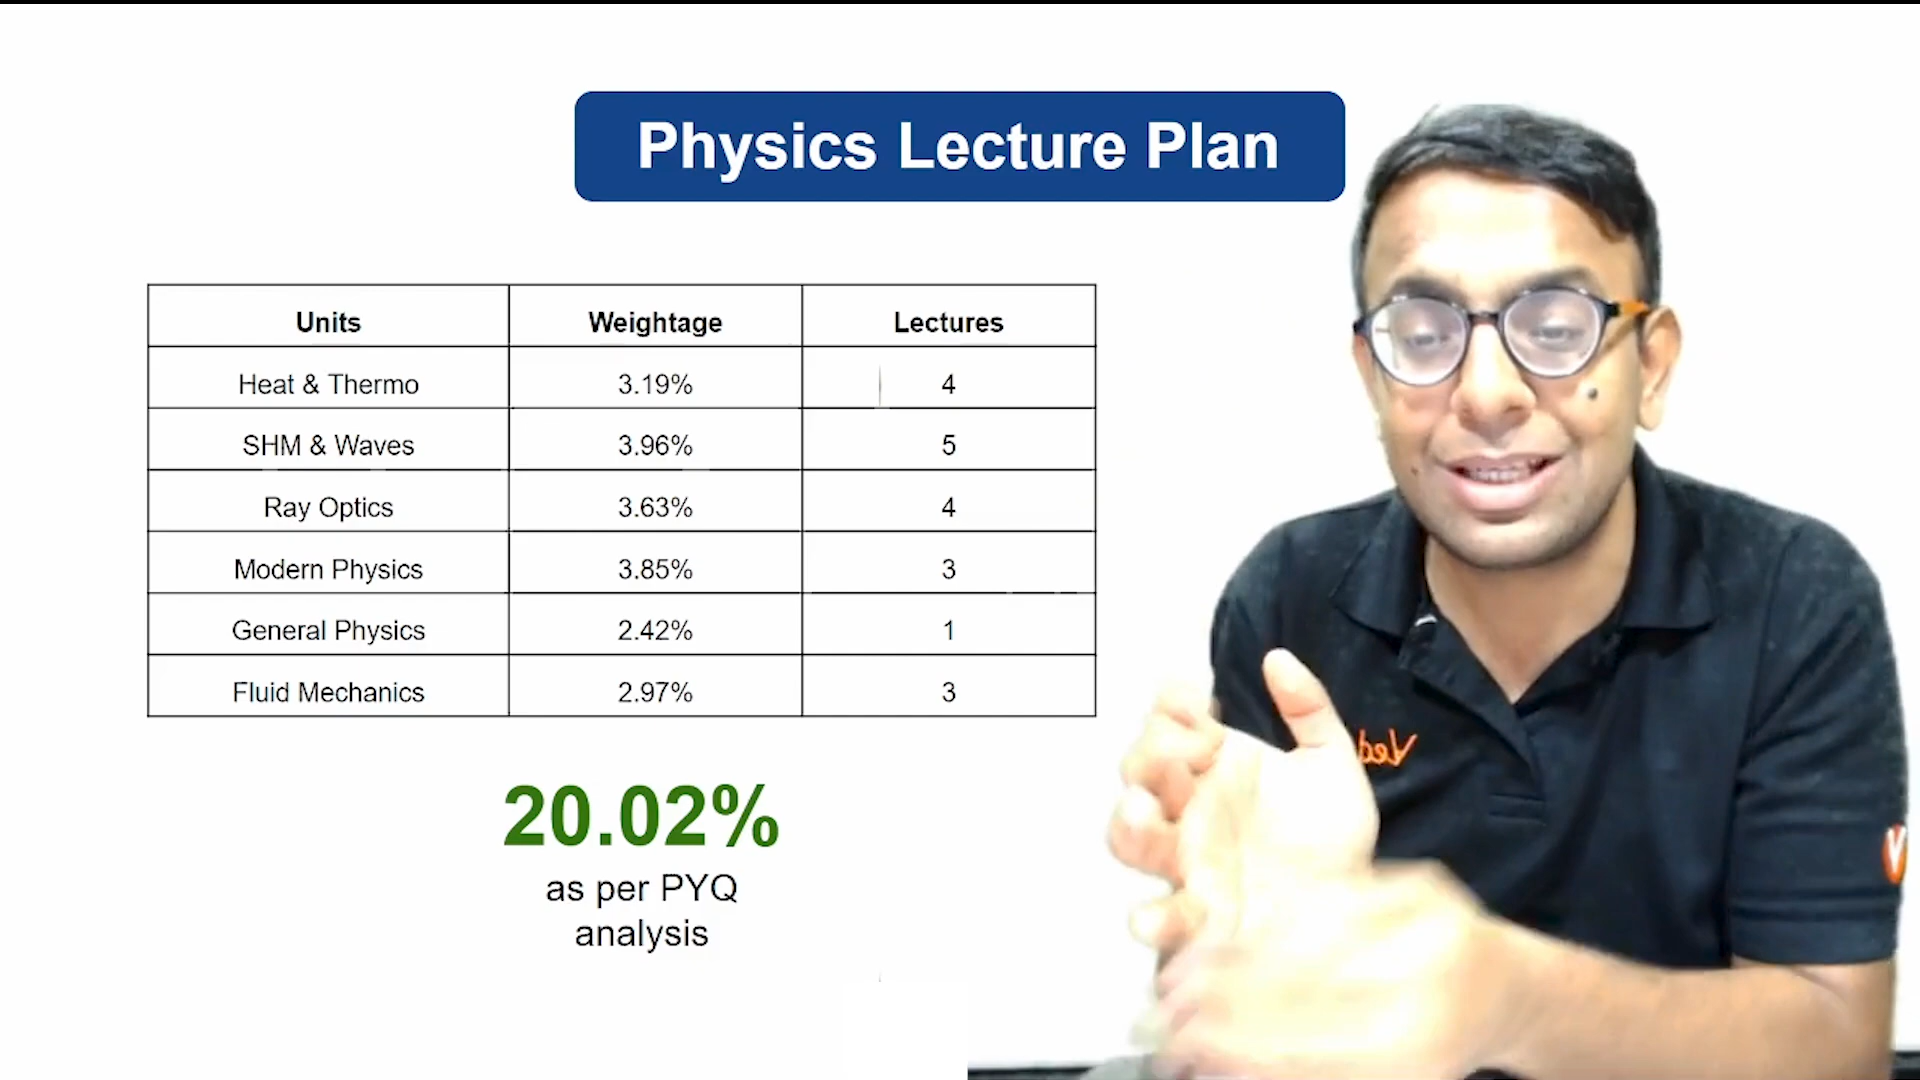 Physics Lecture Plan
Units Weightage Lectures
Heat & Thermo 3.19% 4
SHM & Waves 3.96% 5
Ray Optics 3.63% 4
Modern Physics 3.85% 3
General Physics 2.42% 1
Fluid Mechanics 2.97% 3
20.02%
as per PYQ
analysis
Ved
V